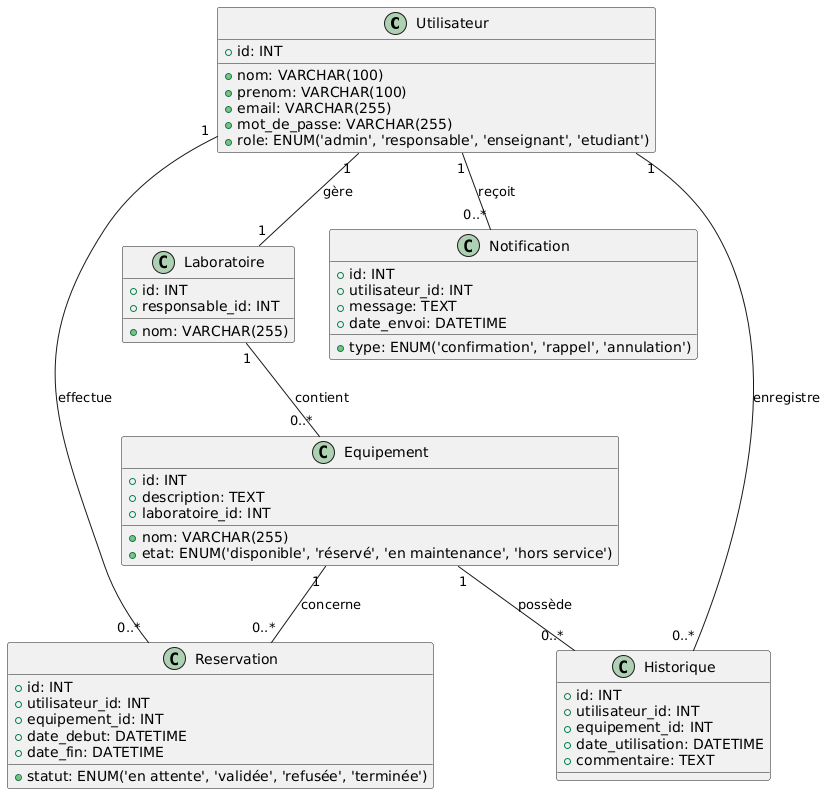 C Utilisateur
id: INT
nom: VARCHAR(100)
prenom: VARCHAR(100)
email: VARCHAR(255)
mot_de_passe: VARCHAR(255)
role: ENUM('admin', 'responsable', 'enseignant', 'etudiant')
1
1
1
1
gère
reçoit
1
0..*
C Laboratoire
id: INT
responsable_id: INT
nom: VARCHAR(255)
C Notification
id: INT
utilisateur_id: INT
message: TEXT
date_envoi: DATETIME
type: ENUM('confirmation', 'rappel', 'annulation')
1
effectue
contient
enregistre
0..*
C Equipement
id: INT
description: TEXT
laboratoire_id: INT
nom: VARCHAR(255)
etat: ENUM('disponible', 'réservé', 'en maintenance', 'hors service')
1
1
concerne
possède
0..*
0..*
0..*
0..*
C Reservation
id: INT
utilisateur_id: INT
equipement_id: INT
date_debut: DATETIME
date_fin: DATETIME
statut: ENUM('en attente', 'validée', 'refusée', 'terminée')
C Historique
id: INT
utilisateur_id: INT
equipement_id: INT
date_utilisation: DATETIME
commentaire: TEXT